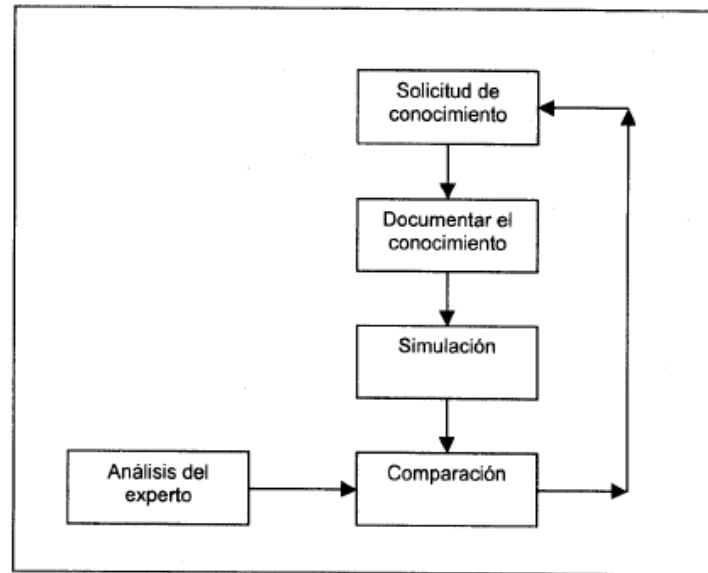 Solicitud de
conocimiento
Documentar el
conocimiento
Simulación
Análisis del
experto
Comparación